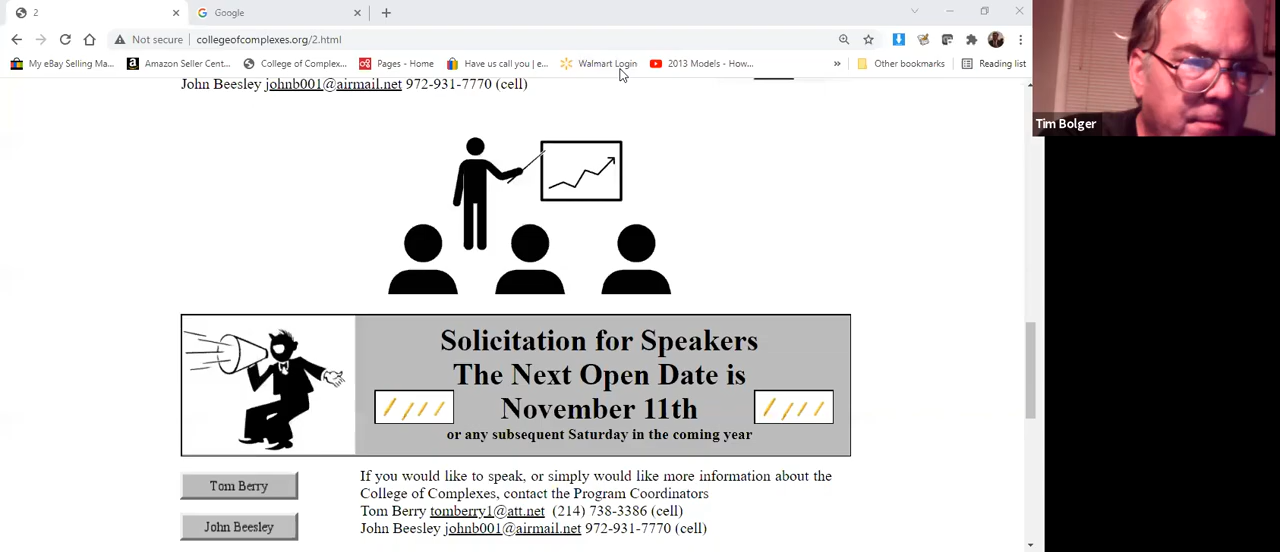 2
Google
Not secure
collegeofcomplexes.org/2.html
My eBay Selling Ma...
Amazon Seller Cent...
College of Complex...
Pages - Home
Have us call you | e...
Walmart Login
2013 Models - How...
»
Other bookmarks
Reading list
Tim Bolger
John Beesley johnb001@airmail.net 972-931-7770 (cell)
Solicitation for Speakers
The Next Open Date is
November 11th
or any subsequent Saturday in the coming year
Tom Berry
John Beesley
If you would like to speak, or simply would like more information about the
College of Complexes, contact the Program Coordinators
Tom Berry tomberry1@att.net (214) 738-3386 (cell)
John Beesley johnb001@airmail.net 972-931-7770 (cell)